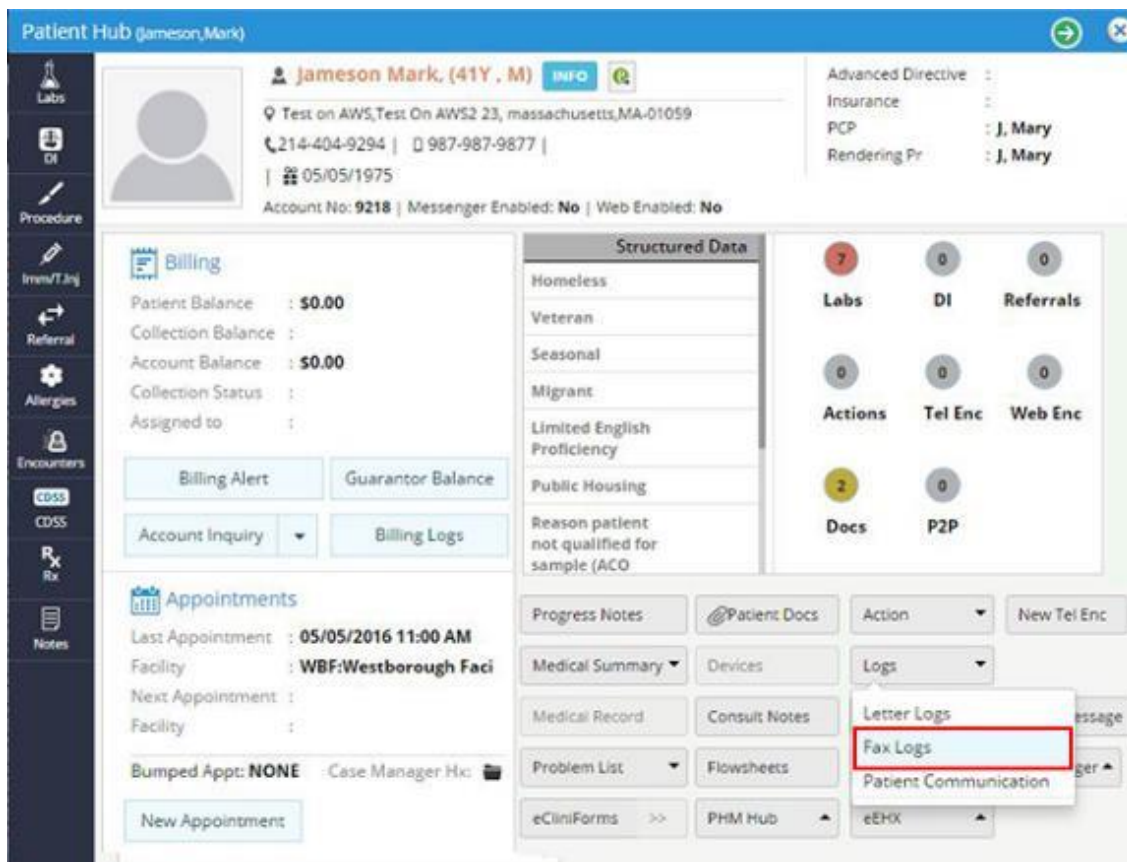 Patient Hub (Jameson,Mark)
Labs
DI
Procedure
Imm/T.Inj
Referral
Allergies
Encounters
CDSS
CDSS
Rx
Rx
Notes
Jameson Mark, (41Y , M) INFO
Test on AWS,Test On AWS2 23, massachusetts,MA-01059
214-404-9294 | 987-987-9877 |
| 05/05/1975
Account No: 9218 | Messenger Enabled: No | Web Enabled: No
Advanced Directive :
Insurance :
PCP : J, Mary
Rendering Pr : J, Mary
Billing
Patient Balance : $0.00
Collection Balance :
Account Balance : $0.00
Collection Status :
Assigned to :
Billing Alert Guarantor Balance
Account Inquiry Billing Logs
Structured Data
Homeless
Veteran
Seasonal
Migrant
Limited English
Proficiency
Public Housing
Reason patient
not qualified for
sample (ACO
7 0 0
Labs DI Referrals
0 0 0
Actions Tel Enc Web Enc
2 0
Docs P2P
Appointments
Last Appointment : 05/05/2016 11:00 AM
Facility : WBF:Westborough Faci
Next Appointment :
Facility :
Bumped Appt: NONE Case Manager Hx:
New Appointment
Progress Notes Patient Docs Action New Tel Enc
Medical Summary Devices Logs
Medical Record Consult Notes Letter Logs essage
Fax Logs
Problem List Flowsheets ger
Patient Communication
eCliniForms >> PHM Hub eEHX